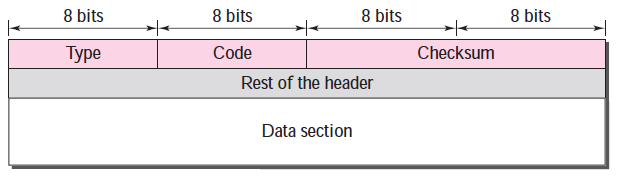 8 bits 8 bits 8 bits 8 bits
Type Code Checksum
Rest of the header
Data section